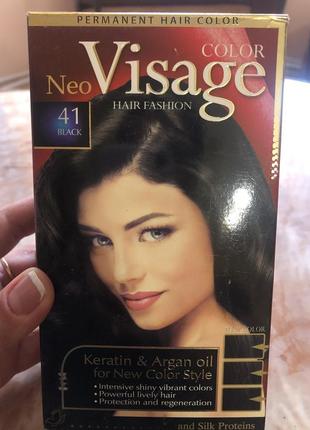 PERMANENT HAIR COLOR
COLOR
Neo Visage
HAIR FASHION
41
BLACK
COLOR
Keratin & Argan oil
for New Color Style
• Intensive shiny vibrant colors
• Powerful lively hair
• Protection and regeneration
and Silk Proteins